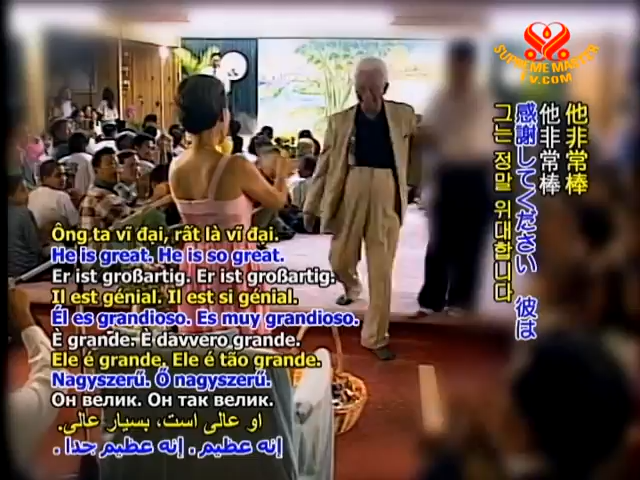 SUPREME MASTER
TV.COM
他非常棒
他非常棒
感謝してください 彼は
그는 정말 위대합니다
Ông ta vĩ đại, rất là vĩ đại.
He is great. He is so great.
Er ist großartig. Er ist großartig.
Il est génial. Il est si génial.
Él es grandioso. Es muy grandioso.
È grande. È davvero grande.
Ele é grande. Ele é tão grande.
Nagyszerű. Ő nagyszerű.
Он велик. Он так велик.
او عالی است، بسیار عالی.
إنه عظيم . إنه عظيم جدا .